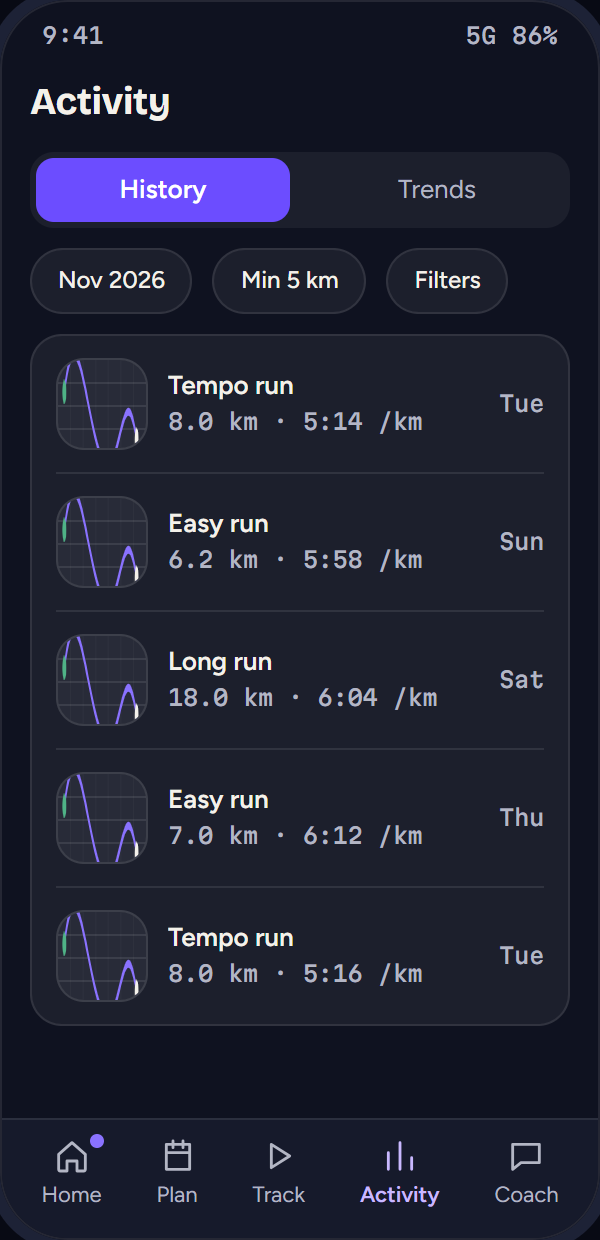 9:41
5G 86%
Activity
History
Trends
Nov 2026
Min 5 km
Filters
Tempo run
8.0 km · 5:14 /km
Tue
Easy run
6.2 km · 5:58 /km
Sun
Long run
18.0 km · 6:04 /km
Sat
Easy run
7.0 km · 6:12 /km
Thu
Tempo run
8.0 km · 5:16 /km
Tue
Home
Plan
Track
Activity
Coach